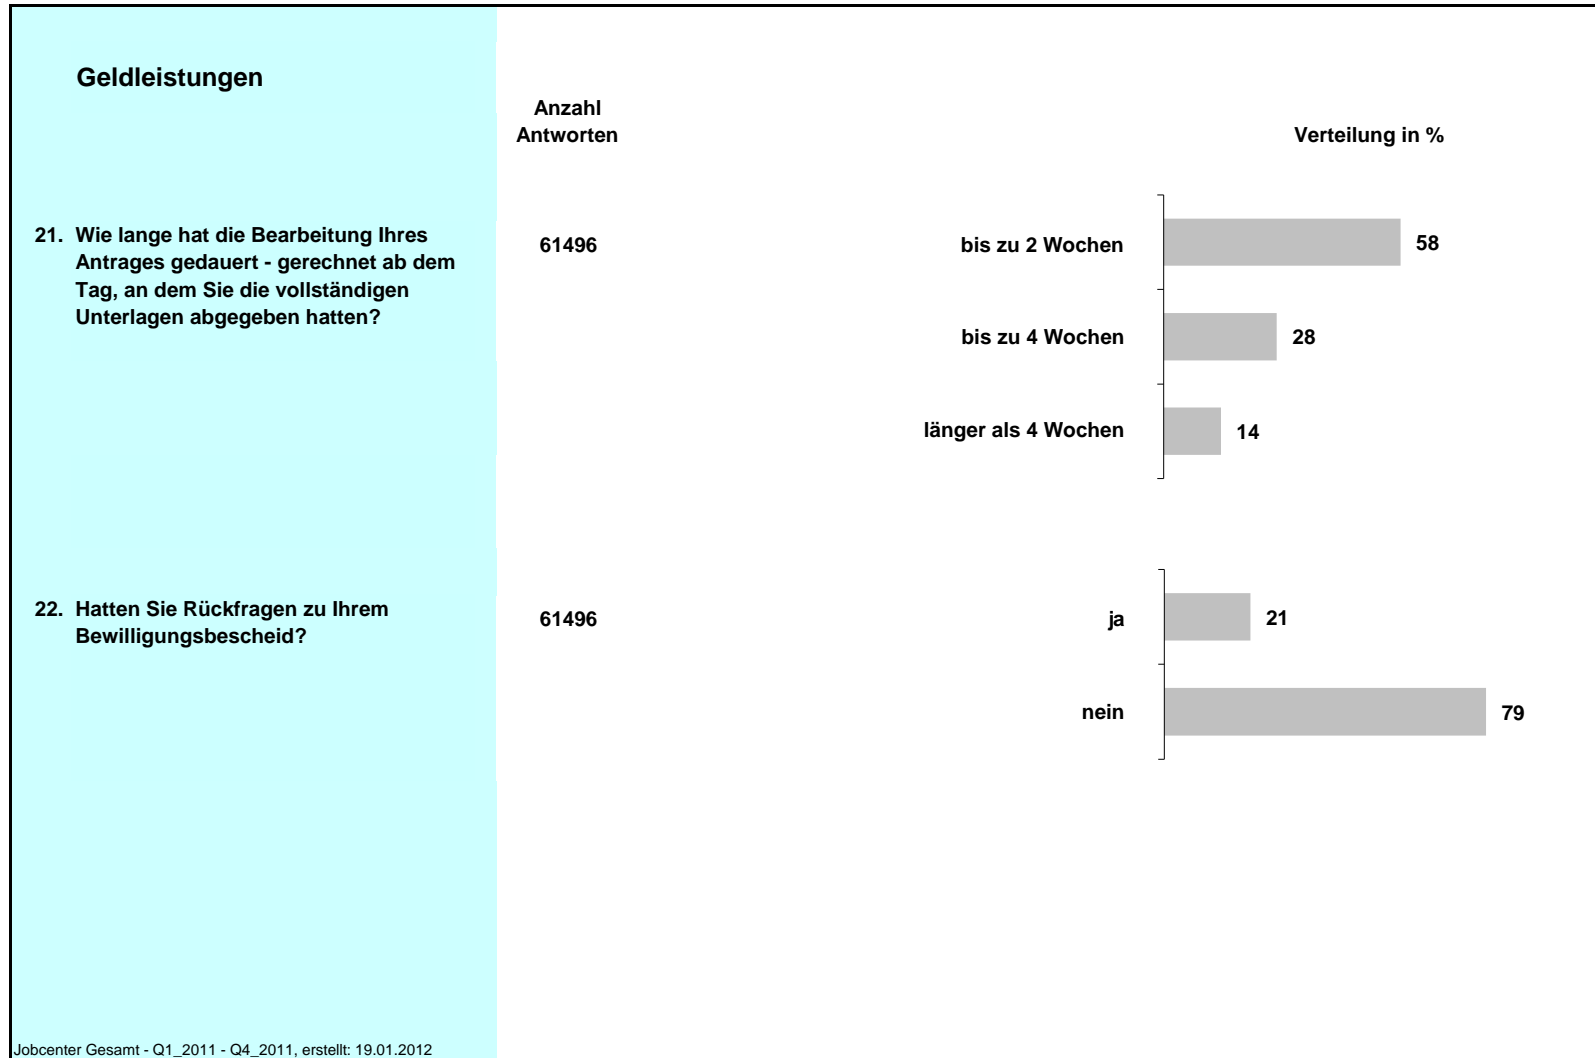 Geldleistungen
Anzahl
Antworten
Verteilung in %
21. Wie lange hat die Bearbeitung Ihres
Antrages gedauert - gerechnet ab dem
Tag, an dem Sie die vollständigen
Unterlagen abgegeben hatten?
61496
bis zu 2 Wochen 58
bis zu 4 Wochen 28
länger als 4 Wochen 14
22. Hatten Sie Rückfragen zu Ihrem
Bewilligungsbescheid?
61496
ja 21
nein 79
Jobcenter Gesamt - Q1_2011 - Q4_2011, erstellt: 19.01.2012